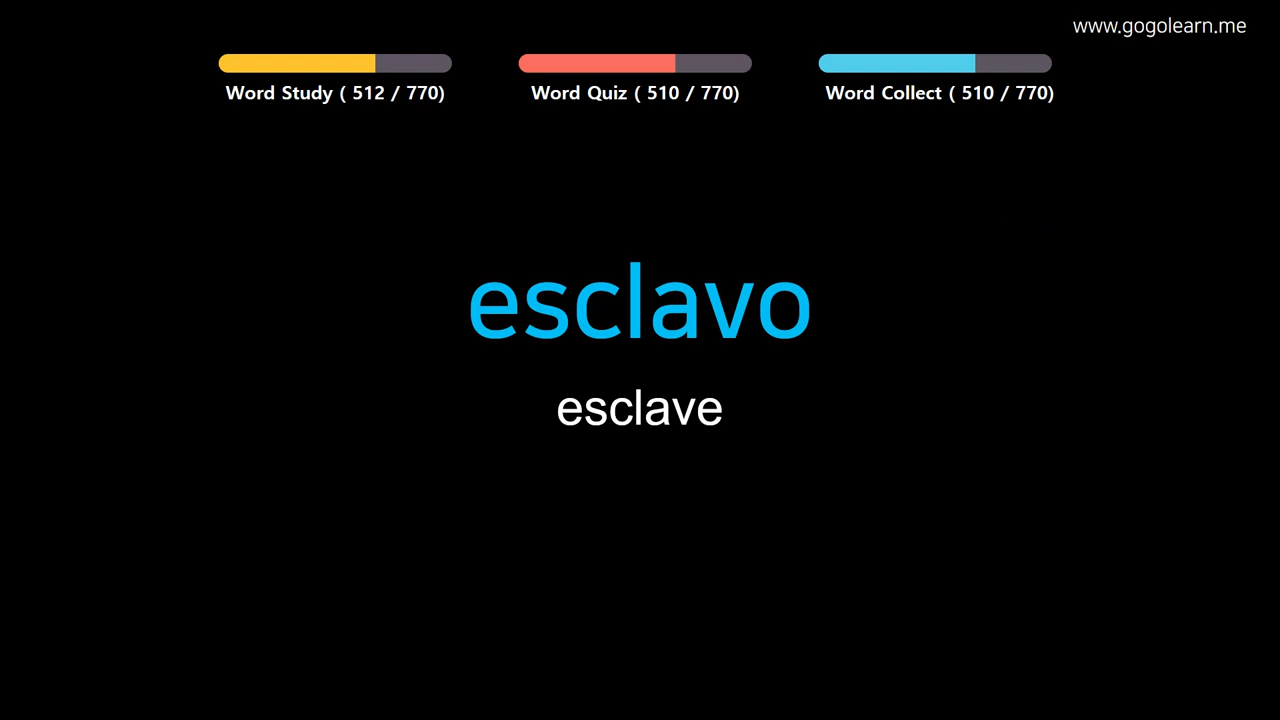 www.gogolearn.me
Word Study ( 512 / 770)
Word Quiz ( 510 / 770)
Word Collect ( 510 / 770)
esclavo
esclave